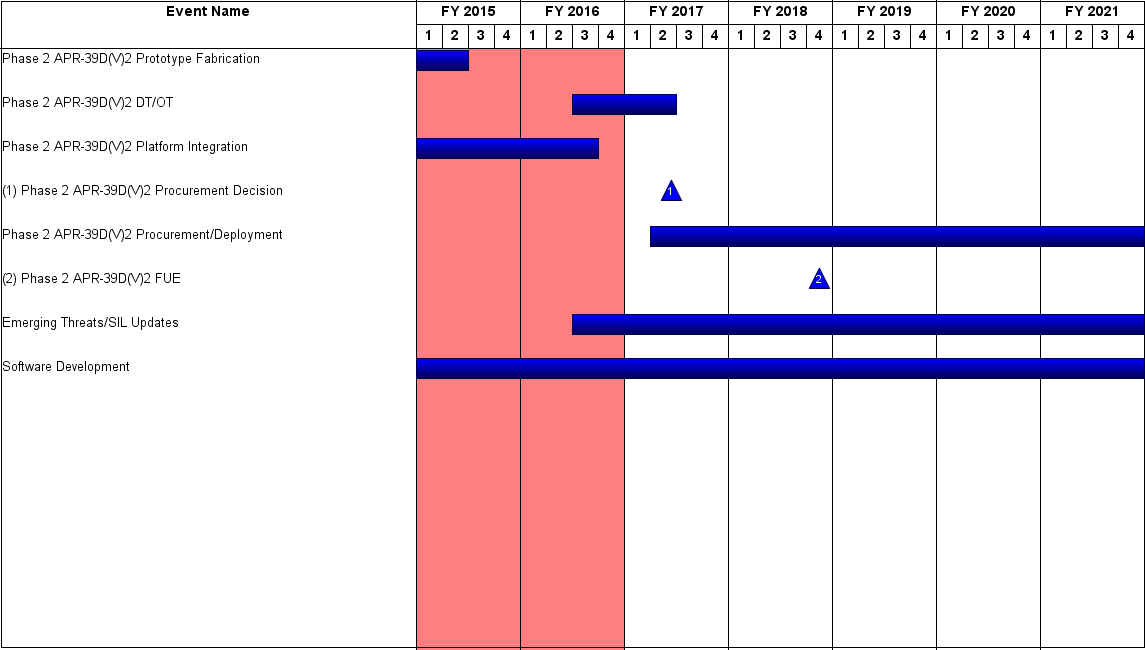 Event Name FY 2015 FY 2016 FY 2017 FY 2018 FY 2019 FY 2020 FY 2021
1 2 3 4 1 2 3 4 1 2 3 4 1 2 3 4 1 2 3 4 1 2 3 4 1 2 3 4
Phase 2 APR-39D(V)2 Prototype Fabrication
Phase 2 APR-39D(V)2 DT/OT
Phase 2 APR-39D(V)2 Platform Integration
(1) Phase 2 APR-39D(V)2 Procurement Decision 1
Phase 2 APR-39D(V)2 Procurement/Deployment
(2) Phase 2 APR-39D(V)2 FUE 2
Emerging Threats/SIL Updates
Software Development